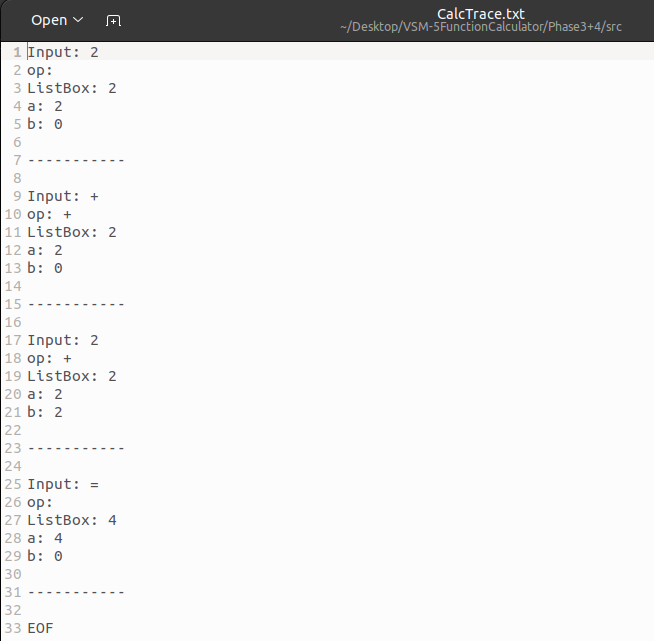 Open
CalcTrace.txt
~/Desktop/VSM-5FunctionCalculator/Phase3+4/src
1 Input: 2
2 op:
3 ListBox: 2
4 a: 2
5 b: 0
6
7 -----------
8
9 Input: +
10 op: +
11 ListBox: 2
12 a: 2
13 b: 0
14
15 -----------
16
17 Input: 2
18 op: +
19 ListBox: 2
20 a: 2
21 b: 2
22
23 -----------
24
25 Input: =
26 op:
27 ListBox: 4
28 a: 4
29 b: 0
30
31 -----------
32
33 EOF